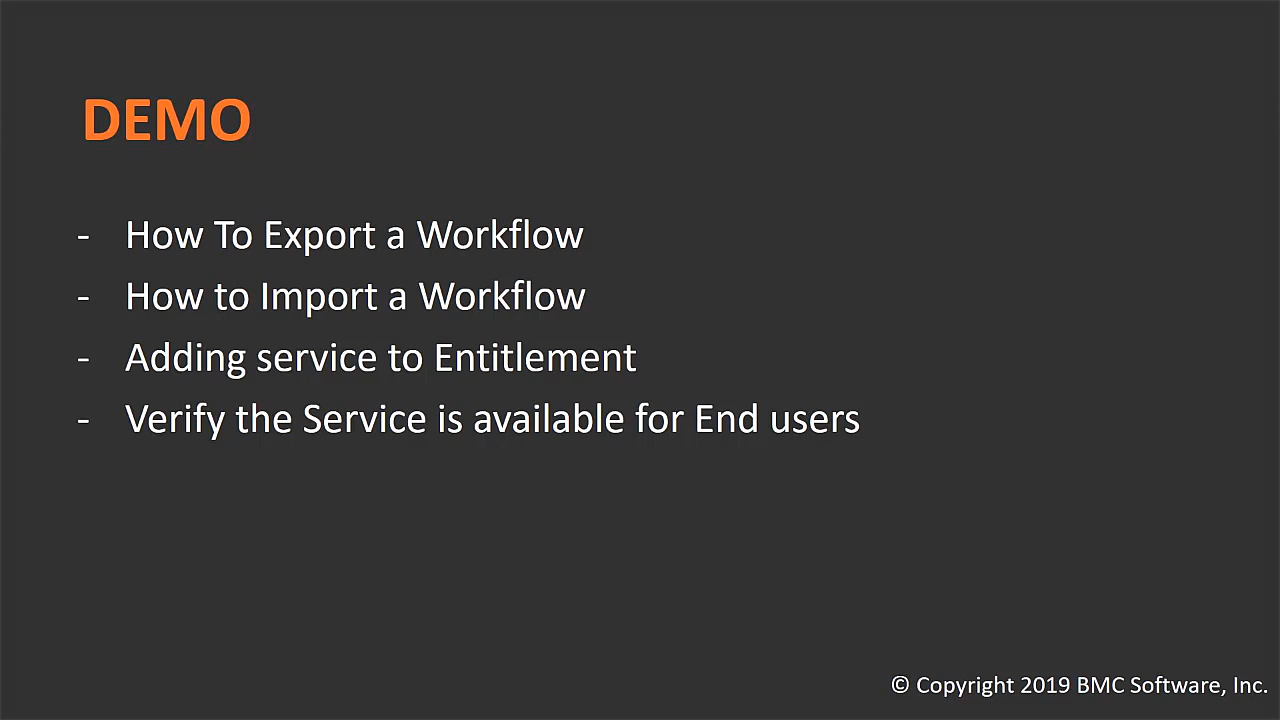 DEMO
- How To Export a Workflow
- How to Import a Workflow
- Adding service to Entitlement
- Verify the Service is available for End users
© Copyright 2019 BMC Software, Inc.